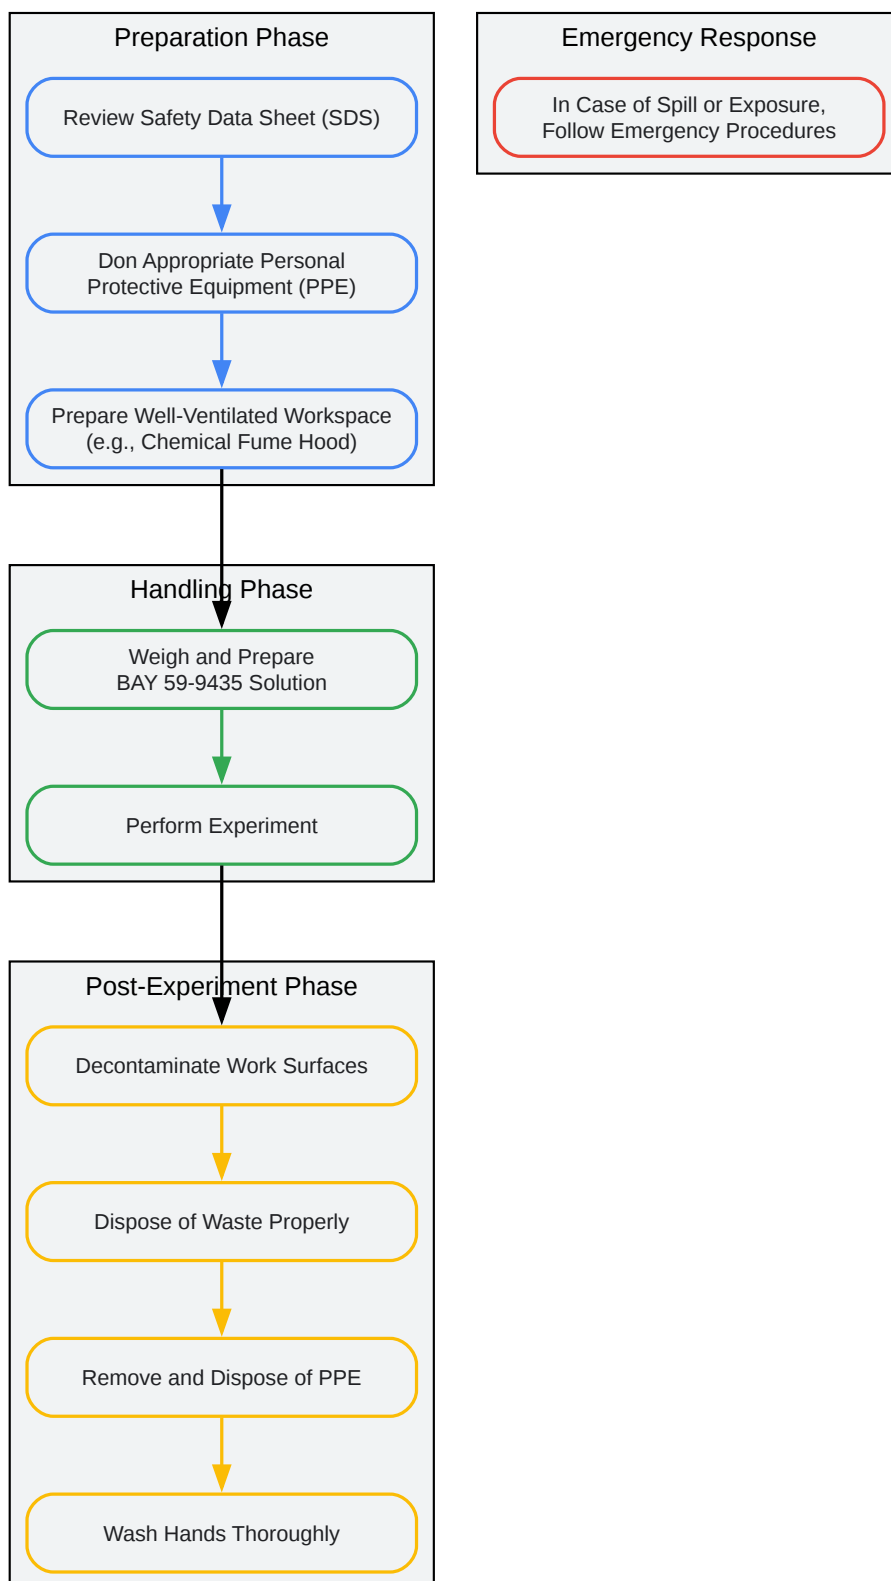 Preparation Phase
Review Safety Data Sheet (SDS)
Don Appropriate Personal
Protective Equipment (PPE)
Prepare Well-Ventilated Workspace
(e.g., Chemical Fume Hood)
Handling Phase
Weigh and Prepare
BAY 59-9435 Solution
Perform Experiment
Post-Experiment Phase
Decontaminate Work Surfaces
Dispose of Waste Properly
Remove and Dispose of PPE
Wash Hands Thoroughly
Emergency Response
In Case of Spill or Exposure,
Follow Emergency Procedures